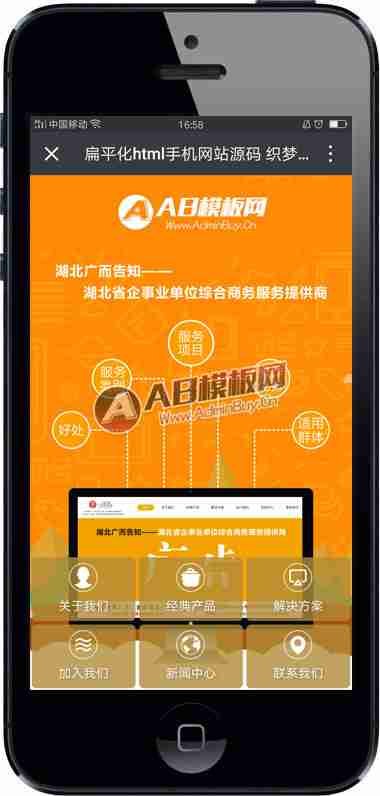 中国移动
16:58
扁平化html手机网站源码 织梦...
AB模板网
Www.AdminBuy.Cn
湖北广而告知——
湖北省企事业单位综合商务服务提供商
服务
项目
服务
类别
AB模板网
Www.AdminBuy.Cn
好处
适用
群体
湖北广而告知——湖北省企事业单位综合商务服务提供商
关于我们
经典产品
解决方案
加入我们
新闻中心
联系我们